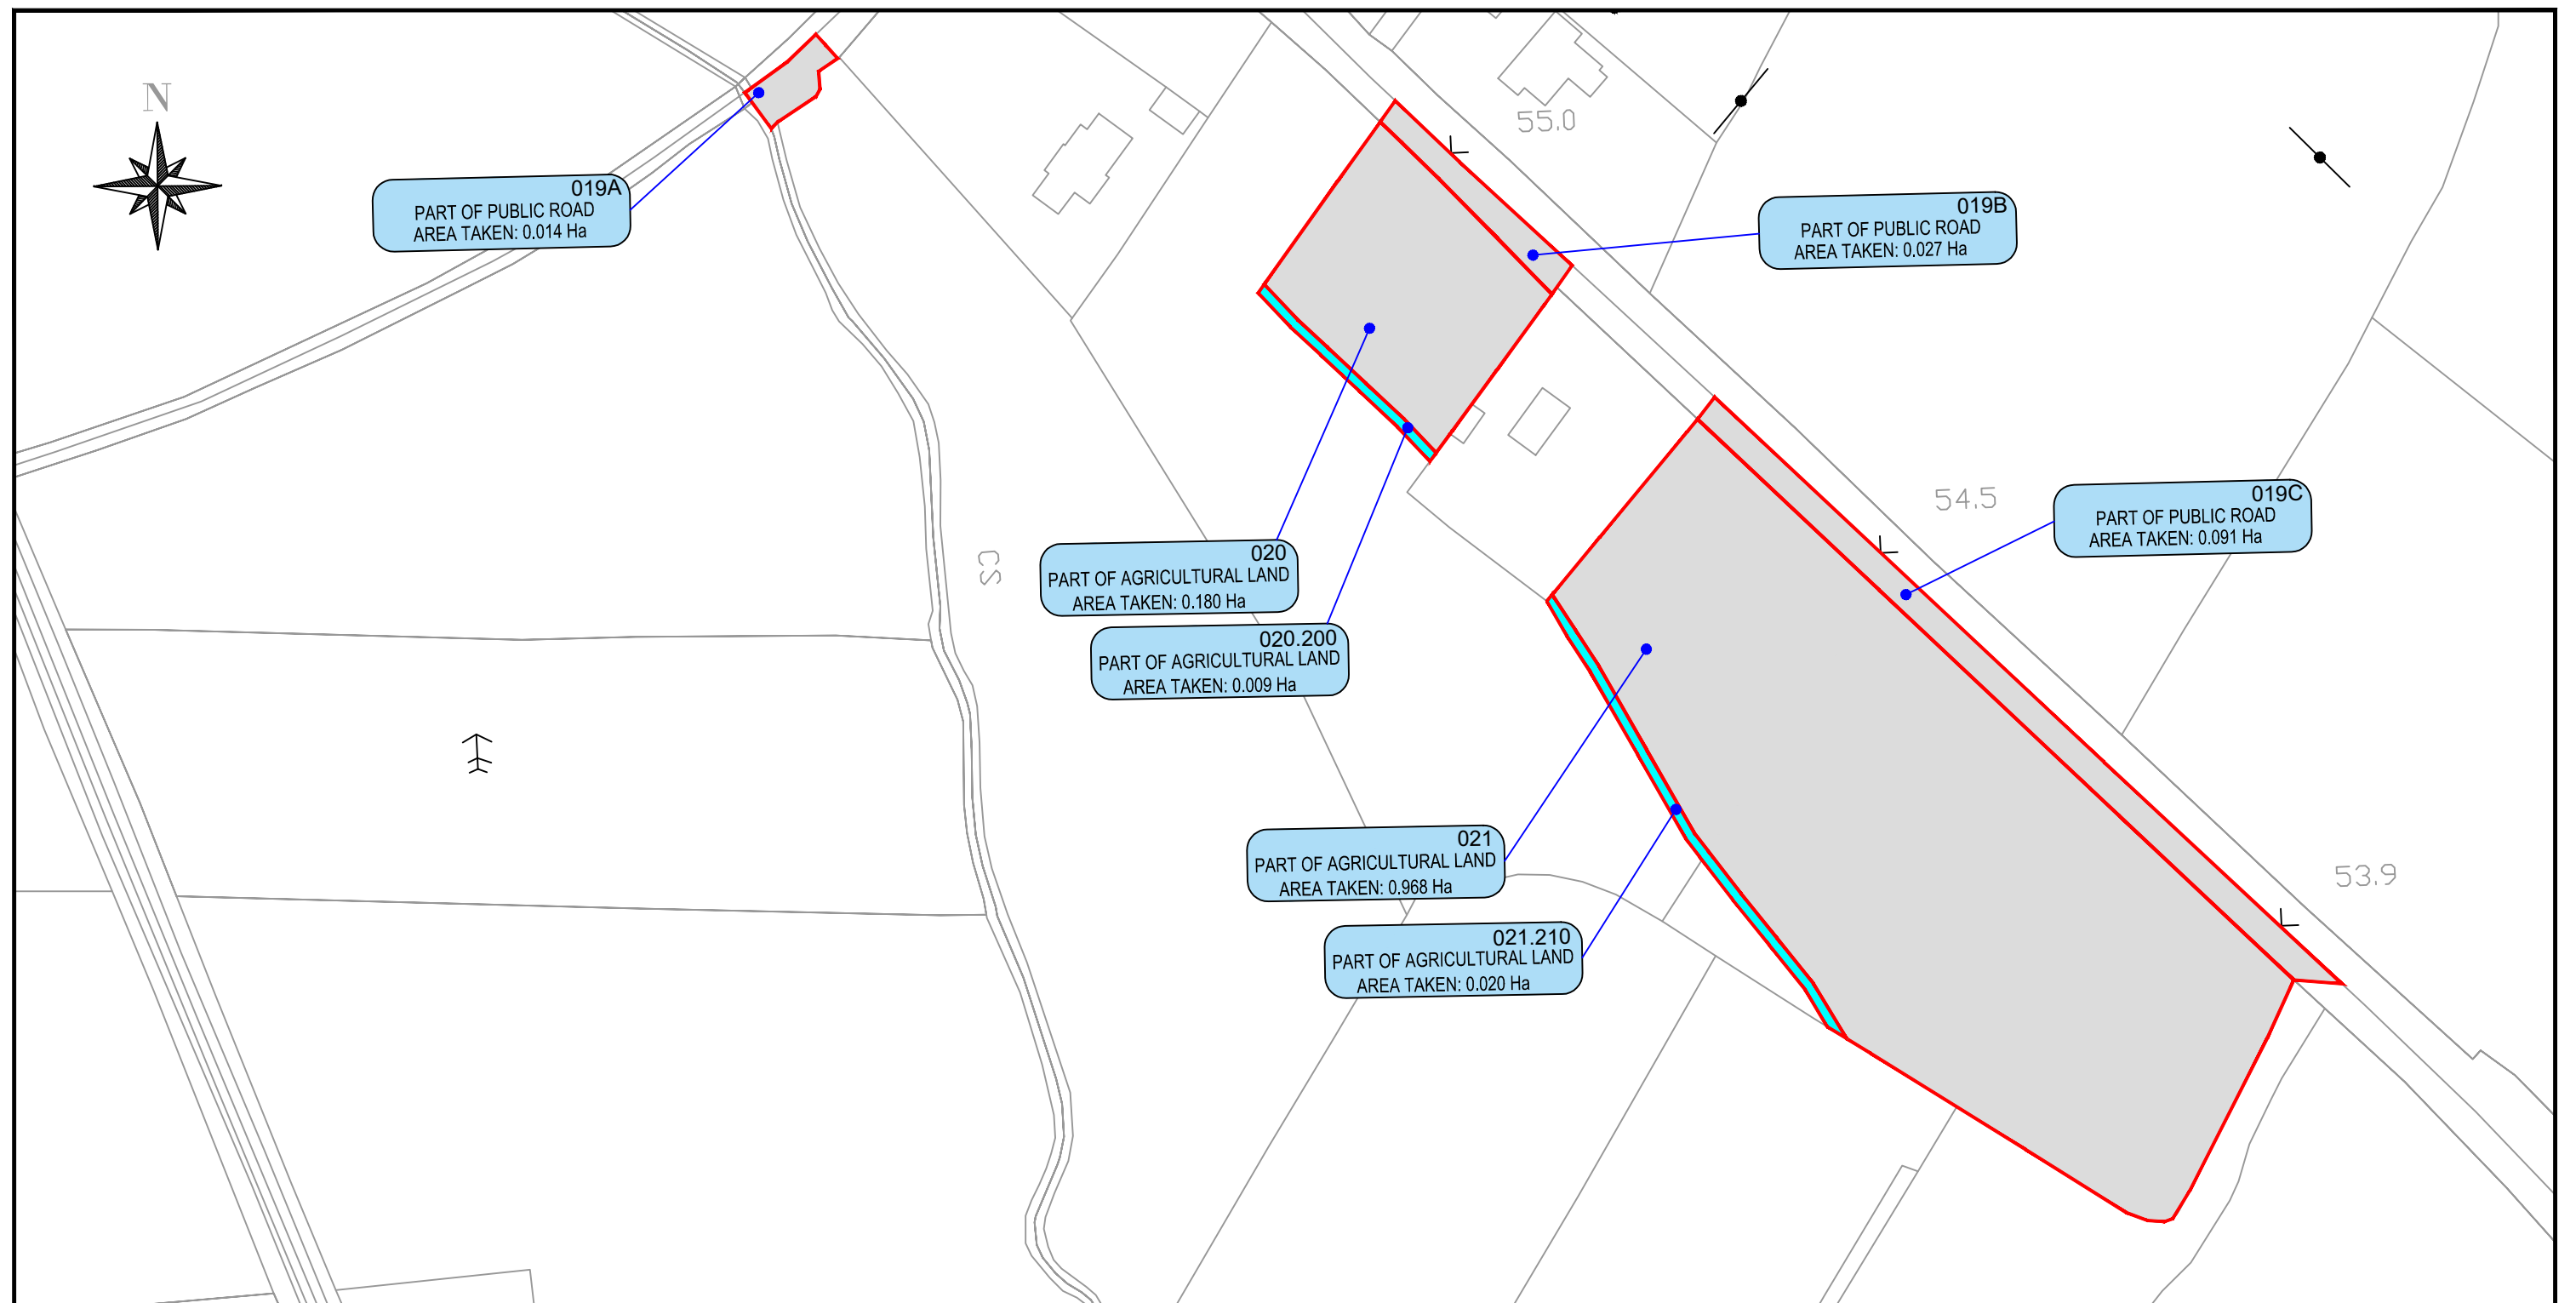 N
55.0
019A
PART OF PUBLIC ROAD
AREA TAKEN: 0.014 Ha
019B
PART OF PUBLIC ROAD
AREA TAKEN: 0.027 Ha
54.5
019C
PART OF PUBLIC ROAD
AREA TAKEN: 0.091 Ha
CS
020
PART OF AGRICULTURAL LAND
AREA TAKEN: 0.180 Ha
020.200
PART OF AGRICULTURAL LAND
AREA TAKEN: 0.009 Ha
021
PART OF AGRICULTURAL LAND
AREA TAKEN: 0.968 Ha
53.9
021.210
PART OF AGRICULTURAL LAND
AREA TAKEN: 0.020 Ha